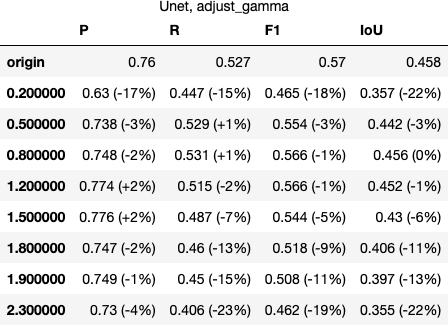 Unet, adjust_gamma
P R F1 IoU
origin 0.76 0.527 0.57 0.458
0.200000 0.63 (-17%) 0.447 (-15%) 0.465 (-18%) 0.357 (-22%)
0.500000 0.738 (-3%) 0.529 (+1%) 0.554 (-3%) 0.442 (-3%)
0.800000 0.748 (-2%) 0.531 (+1%) 0.566 (-1%) 0.456 (0%)
1.200000 0.774 (+2%) 0.515 (-2%) 0.566 (-1%) 0.452 (-1%)
1.500000 0.776 (+2%) 0.487 (-7%) 0.544 (-5%) 0.43 (-6%)
1.800000 0.747 (-2%) 0.46 (-13%) 0.518 (-9%) 0.406 (-11%)
1.900000 0.749 (-1%) 0.45 (-15%) 0.508 (-11%) 0.397 (-13%)
2.300000 0.73 (-4%) 0.406 (-23%) 0.462 (-19%) 0.355 (-22%)